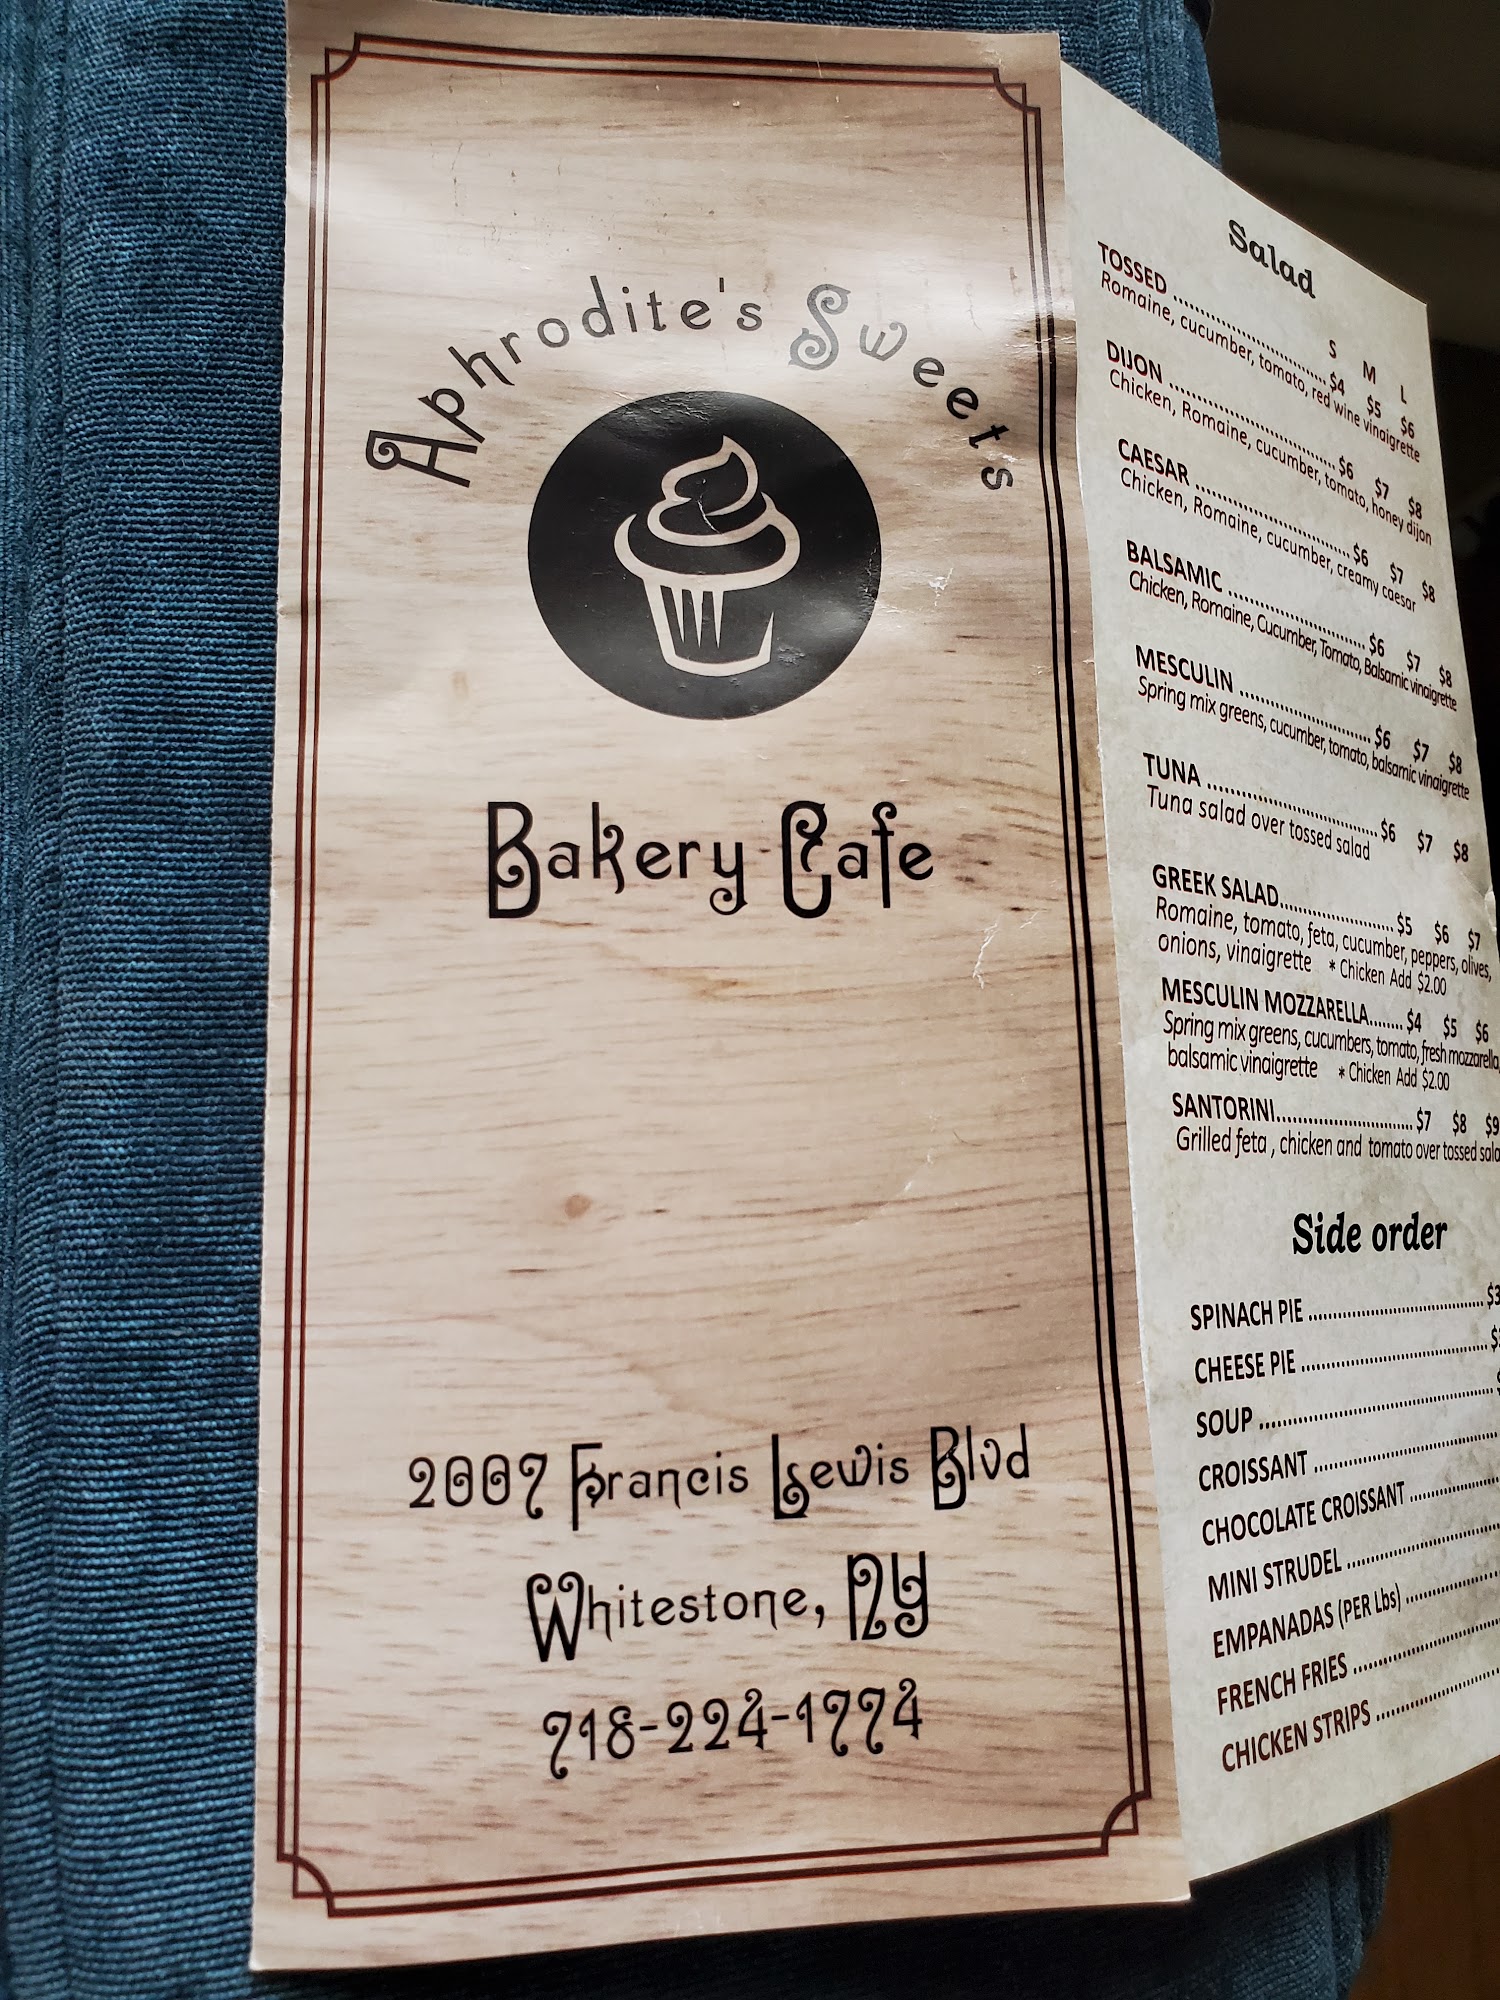 Aphrodite's Sweets
Bakery Cafe
2007 Francis Lewis Blvd
Whitestone, NY
718-224-1774
Salad
S M L
TOSSED ........................ $4 $5 $6
Romaine, cucumber, tomato, red wine vinaigrette
DIJON ........................ $6 $7 $8
Chicken, Romaine, cucumber, tomato, honey dijon
CAESAR ........................ $6 $7 $8
Chicken, Romaine, cucumber, creamy caesar
BALSAMIC ........................ $6 $7 $8
Chicken, Romaine, Cucumber, Tomato, Balsamic vinaigrette
MESCULIN ........................ $6 $7 $8
Spring mix greens, cucumber, tomato, balsamic vinaigrette
TUNA ........................ $6 $7 $8
Tuna salad over tossed salad
GREEK SALAD........................ $5 $6 $7
Romaine, tomato, feta, cucumber, peppers, olives,
onions, vinaigrette * Chicken Add $2.00
MESCULIN MOZZARELLA........ $4 $5 $6
Spring mix greens, cucumbers, tomato, fresh mozzarella,
balsamic vinaigrette * Chicken Add $2.00
SANTORINI........................ $7 $8 $9
Grilled feta , chicken and tomato over tossed
Side order
SPINACH PIE ........................
CHEESE PIE ........................
SOUP ........................
CROISSANT ........................
CHOCOLATE CROISSANT ........................
MINI STRUDEL ........................
EMPANADAS (PER Lbs) ........................
FRENCH FRIES ........................
CHICKEN STRIPS ........................